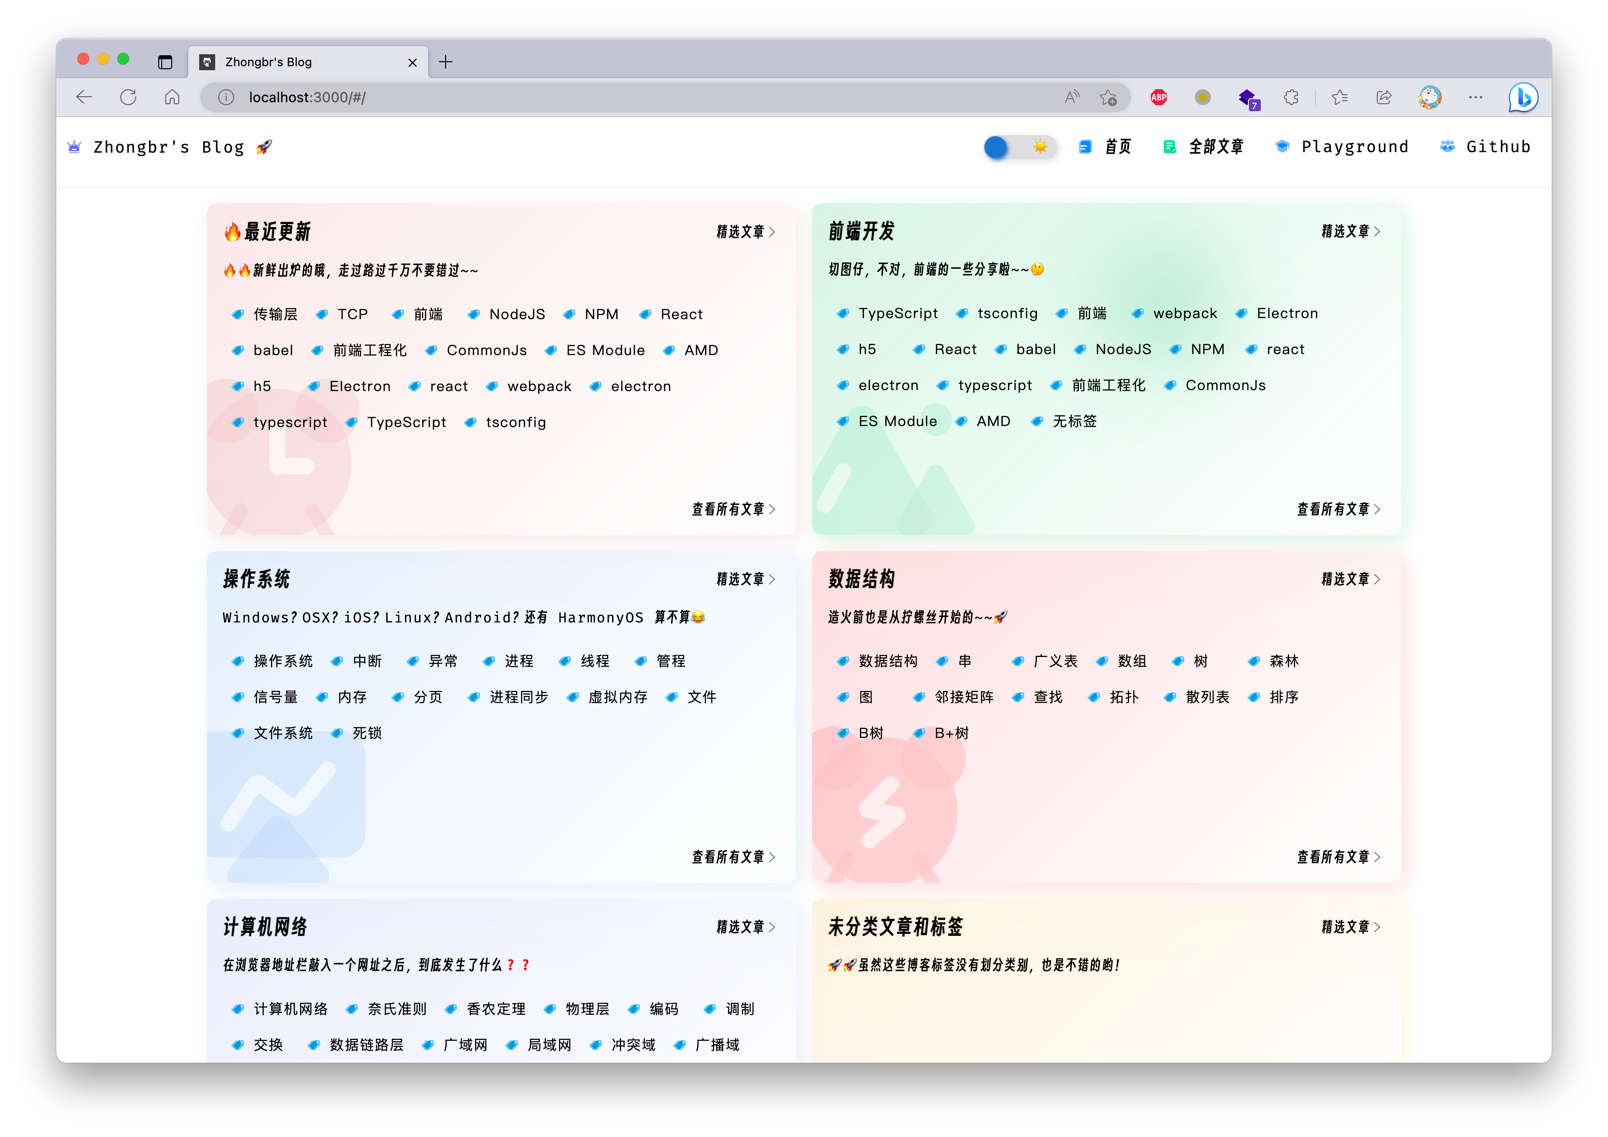 Zhongbr's Blog
localhost:3000/#/
ABP
7
Zhongbr's Blog 🚀
首页 全部文章 Playground Github
🔥最近更新 精选文章 >
🔥🔥新鲜出炉的哦，走过路过千万不要错过~~
传输层 TCP 前端 NodeJS NPM React
babel 前端工程化 CommonJs ES Module AMD
h5 Electron react webpack electron
typescript TypeScript tsconfig
查看所有文章 >
前端开发 精选文章 >
切图仔，不对，前端的一些分享啦~~🤔
TypeScript tsconfig 前端 webpack Electron
h5 React babel NodeJS NPM react
electron typescript 前端工程化 CommonJs
ES Module AMD 无标签
查看所有文章 >
操作系统 精选文章 >
Windows？OSX？iOS？Linux？Android？还有 HarmonyOS 算不算😂
操作系统 中断 异常 进程 线程 管程
信号量 内存 分页 进程同步 虚拟内存 文件
文件系统 死锁
查看所有文章 >
数据结构 精选文章 >
造火箭也是从拧螺丝开始的~~🚀
数据结构 串 广义表 数组 树 森林
图 邻接矩阵 查找 拓扑 散列表 排序
B树 B+树
查看所有文章 >
计算机网络 精选文章 >
在浏览器地址栏敲入一个网址之后，到底发生了什么❓❓
计算机网络 奈氏准则 香农定理 物理层 编码 调制
交换 数据链路层 广域网 局域网 冲突域 广播域
未分类文章和标签 精选文章 >
🚀🚀虽然这些博客标签没有划分类别，也是不错的哟！